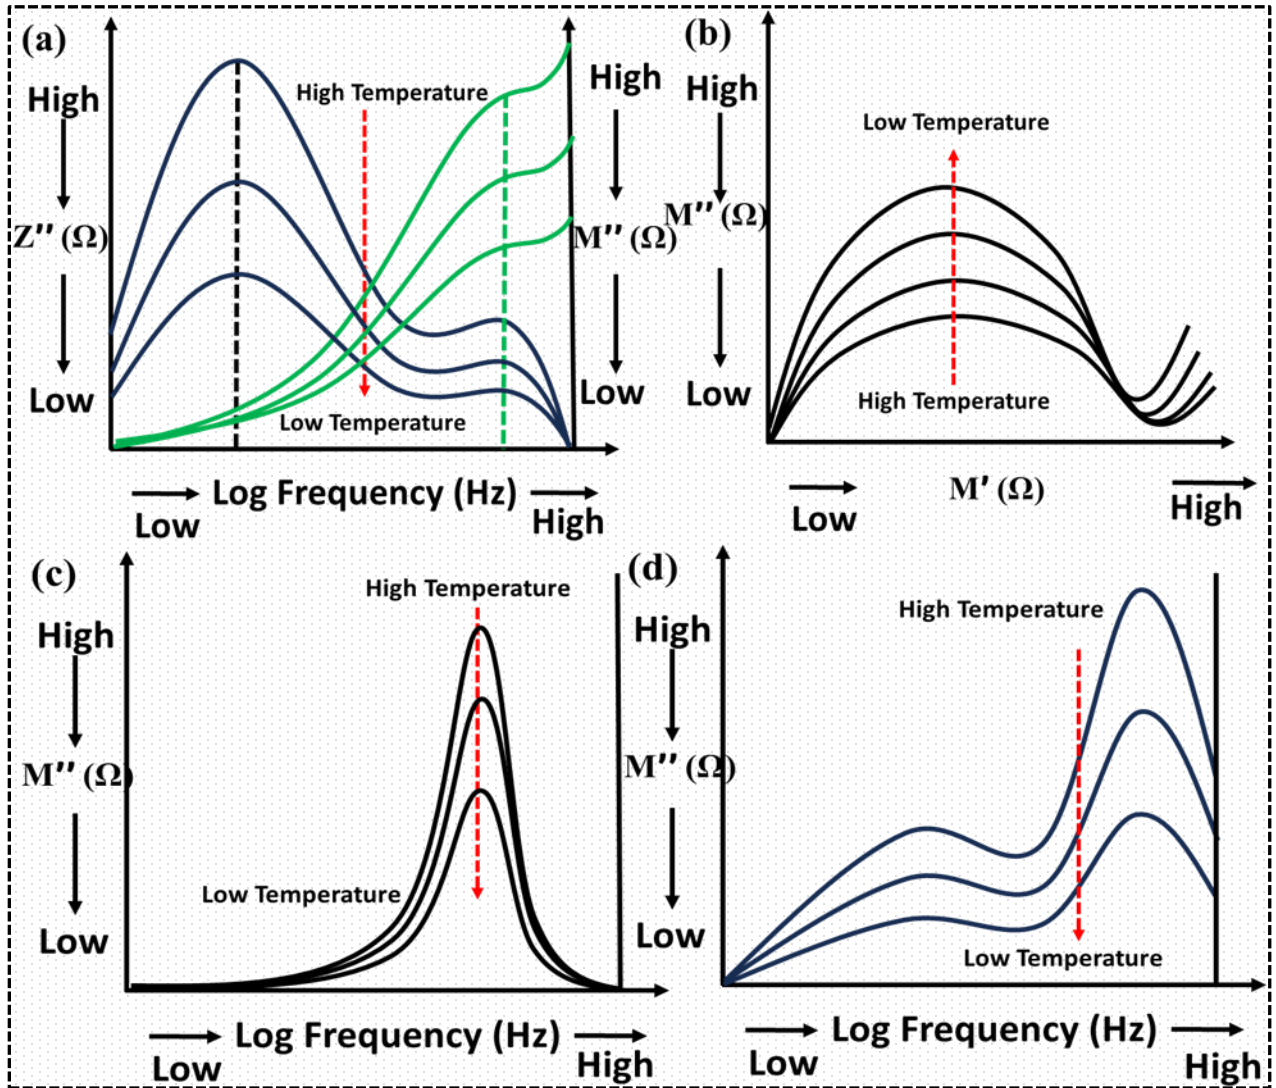 (a)
High
Z″ (Ω)
Low
High Temperature
Low Temperature
High
M″ (Ω)
Low
Log Frequency (Hz)
Low
High
(b)
High
M″ (Ω)
Low
Low Temperature
High Temperature
M′ (Ω)
Low
High
(c)
High
M″ (Ω)
Low
High Temperature
Low Temperature
Log Frequency (Hz)
Low
High
(d)
High
M″ (Ω)
Low
High Temperature
Low Temperature
Log Frequency (Hz)
Low
High